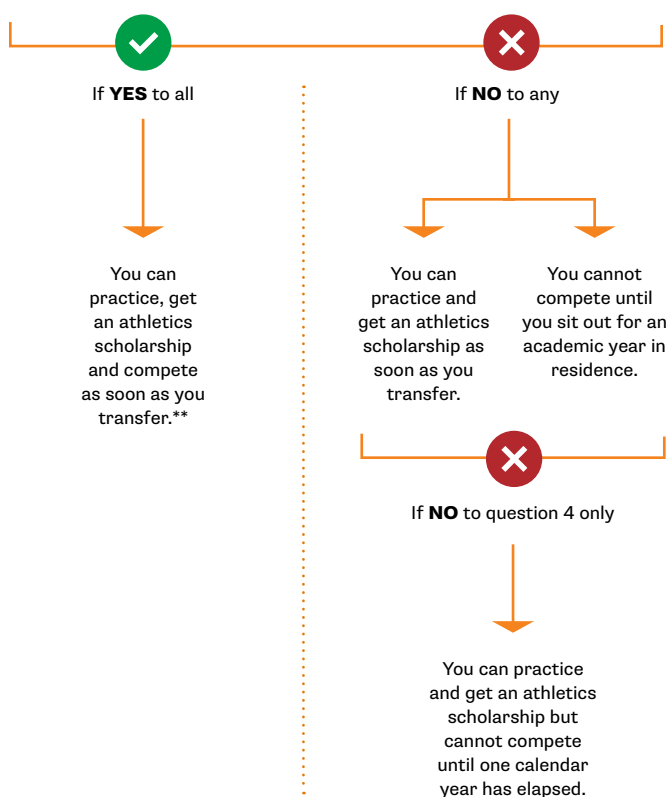 If YES to all
You can
practice, get
an athletics
scholarship
and compete
as soon as you
transfer.**
If NO to any
You can
practice and
get an athletics
scholarship as
soon as you
transfer.
You cannot
compete until
you sit out for an
academic year in
residence.
If NO to question 4 only
You can practice
and get an athletics
scholarship but
cannot compete
until one calendar
year has elapsed.